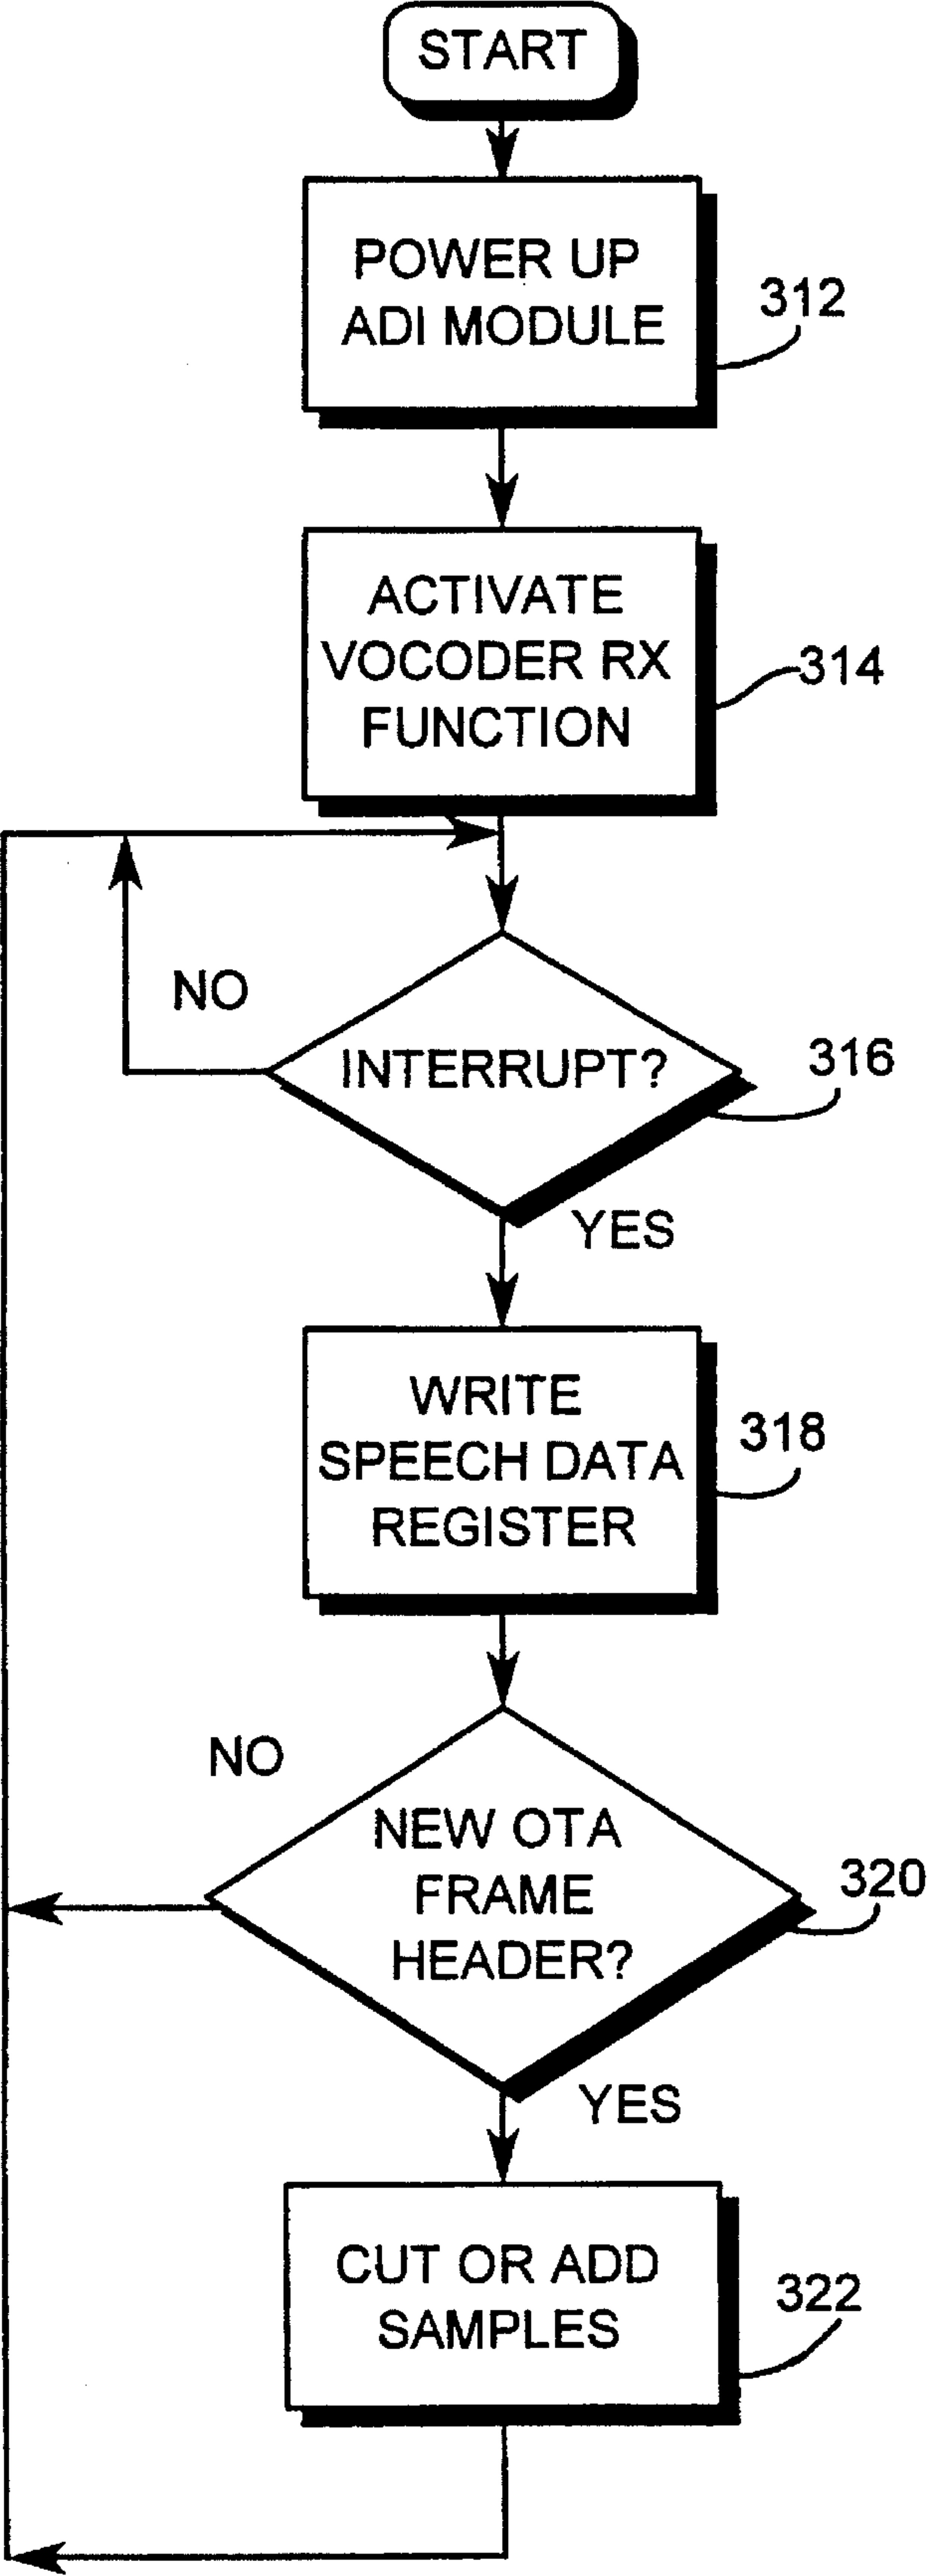 START
POWER UP
ADI MODULE
312
ACTIVATE
VOCODER RX
FUNCTION
314
NO
INTERRUPT?
316
YES
WRITE
SPEECH DATA
REGISTER
318
NO
NEW OTA
FRAME
HEADER?
320
YES
CUT OR ADD
SAMPLES
322